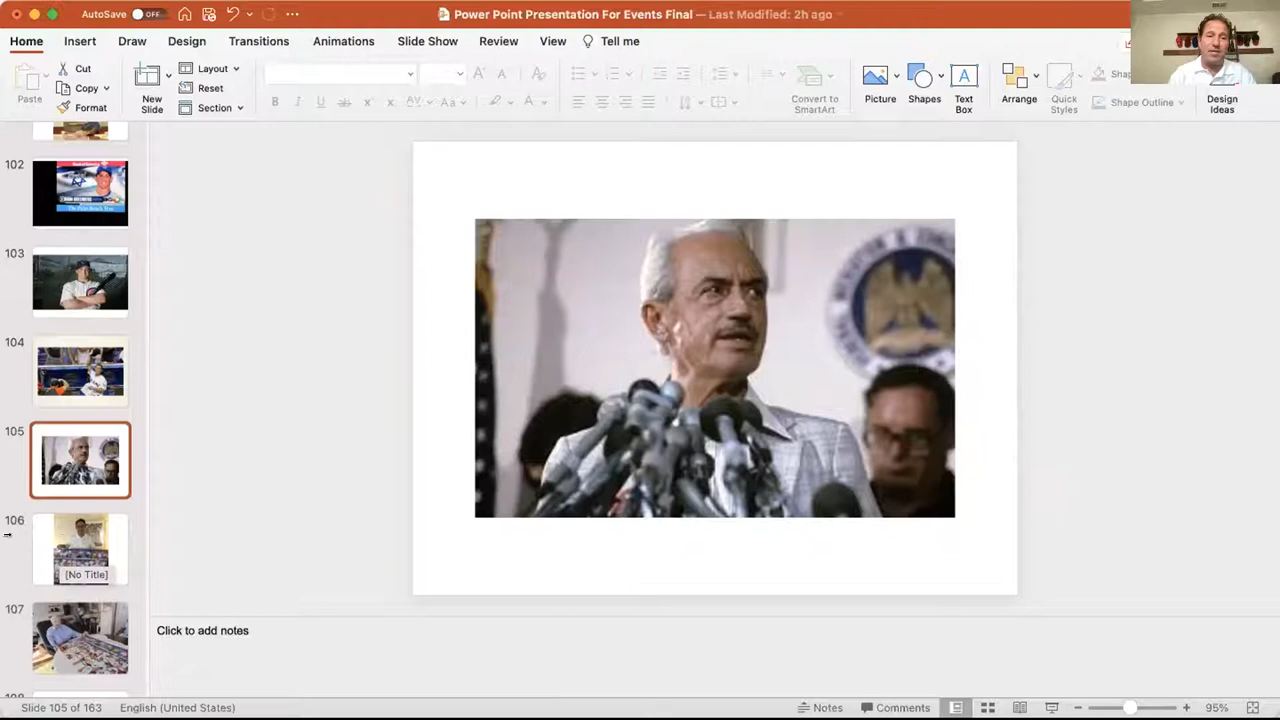 AutoSave OFF
Power Point Presentation For Events Final — Last Modified: 2h ago
Home Insert Draw Design Transitions Animations Slide Show Review View Tell me
Paste
Cut
Copy
Format
New Slide
Layout
Reset
Section
Convert to SmartArt
Picture
Shapes
Text Box
Arrange
Quick Styles
Shape Outline
Design Ideas
102
103
104
105
106
[No Title]
107
Click to add notes
Slide 105 of 163 English (United States) Notes Comments 95%